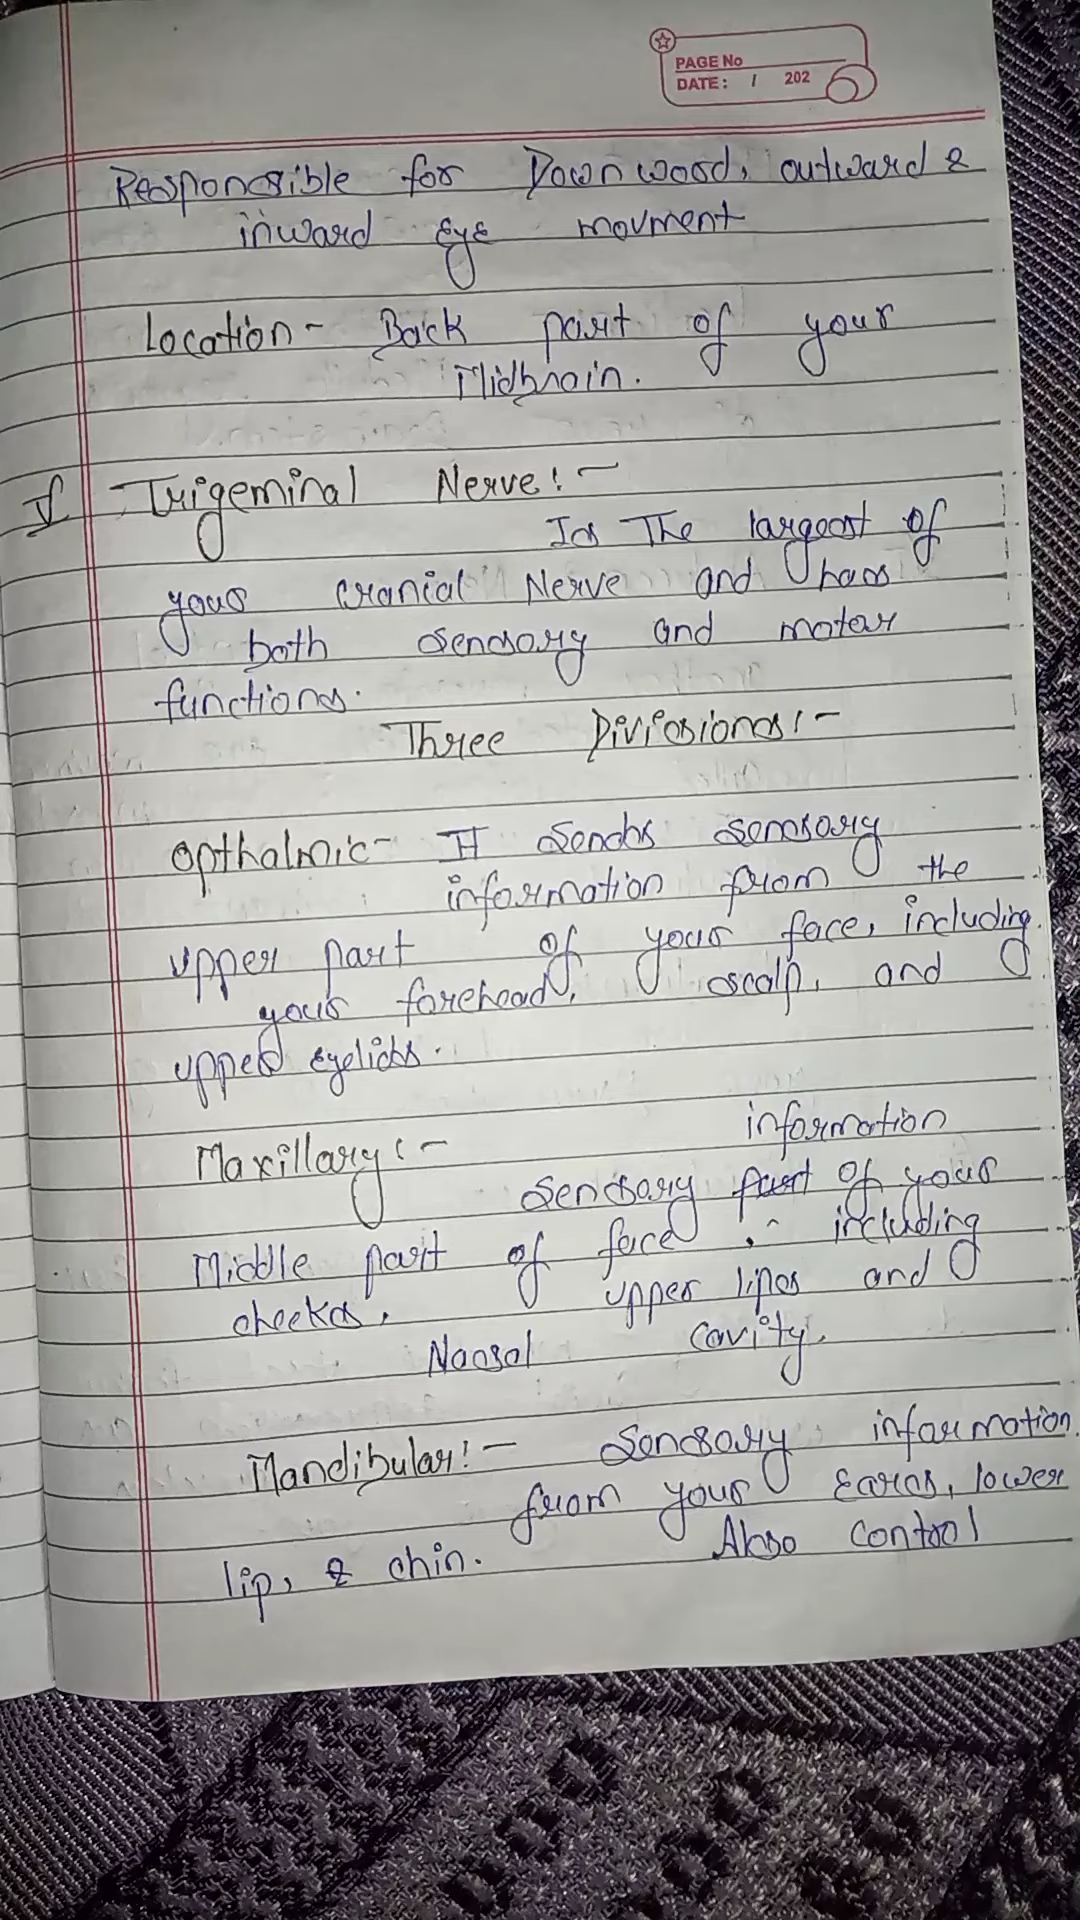 PAGE No
DATE: / 202
Responsible for Downward, outward &
inward Eye movment
Location - Back part of your
Midbrain.
V Trigeminal Nerve :-
Is The largest of
your cranial Nerve and has
both sensory and motor
functions.
Three Divisions :-
Opthalmic - It Sends sensory
information from the
upper part of your face, including
your forehead, scalp, and
upper eyelids.
Maxillary :- information
Sensory part of your
Middle part of face, including
cheeks, upper lips and
Nasal cavity.
Mandibular :- Sensory information
from your Ears, lower
lip, & chin. Also control